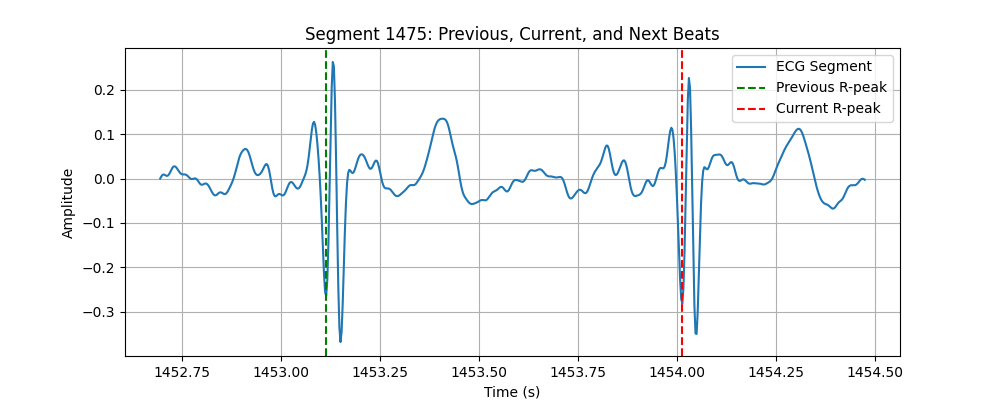 Segment 1475: Previous, Current, and Next Beats
ECG Segment
Previous R-peak
Current R-peak
Amplitude
0.2
0.1
0.0
−0.1
−0.2
−0.3
1452.75 1453.00 1453.25 1453.50 1453.75 1454.00 1454.25 1454.50
Time (s)